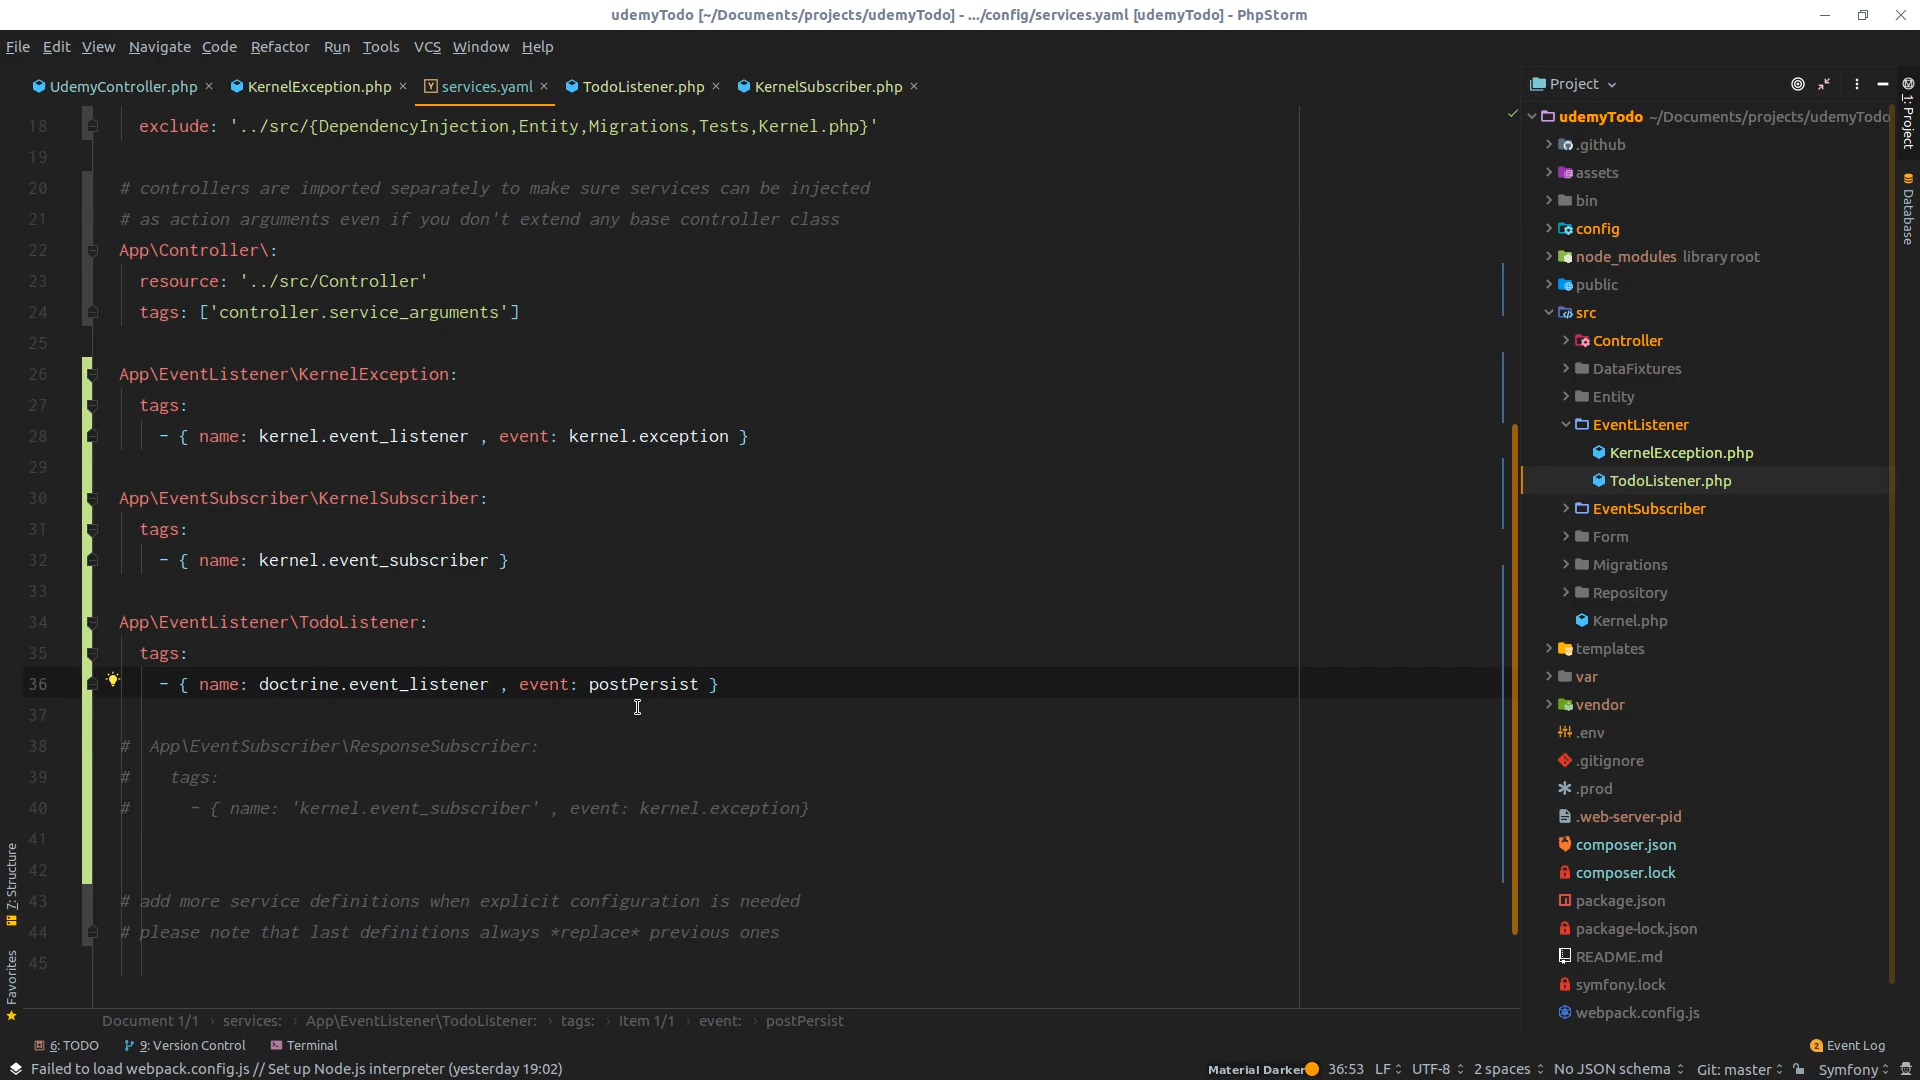 udemyTodo [~/Documents/projects/udemyTodo] - .../config/services.yaml [udemyTodo] - PhpStorm
File Edit View Navigate Code Refactor Run Tools VCS Window Help
UdemyController.php × KernelException.php × services.yaml × TodoListener.php × KernelSubscriber.php ×
18 exclude: '../src/{DependencyInjection,Entity,Migrations,Tests,Kernel.php}'
19
20 # controllers are imported separately to make sure services can be injected
21 # as action arguments even if you don't extend any base controller class
22 App\Controller\:
23 resource: '../src/Controller'
24 tags: ['controller.service_arguments']
25
26 App\EventListener\KernelException:
27 tags:
28 - { name: kernel.event_listener , event: kernel.exception }
29
30 App\EventSubscriber\KernelSubscriber:
31 tags:
32 - { name: kernel.event_subscriber }
33
34 App\EventListener\TodoListener:
35 tags:
36 - { name: doctrine.event_listener , event: postPersist }
37
38 # App\EventSubscriber\ResponseSubscriber:
39 # tags:
40 # - { name: 'kernel.event_subscriber' , event: kernel.exception}
41
42
43 # add more service definitions when explicit configuration is needed
44 # please note that last definitions always *replace* previous ones
45
Document 1/1 › services: › App\EventListener\TodoListener: › tags: › Item 1/1 › event: › postPersist
Project
udemyTodo ~/Documents/projects/udemyTodo
.github
assets
bin
config
node_modules library root
public
src
Controller
DataFixtures
Entity
EventListener
KernelException.php
TodoListener.php
EventSubscriber
Form
Migrations
Repository
Kernel.php
templates
var
vendor
.env
.gitignore
.prod
.web-server-pid
composer.json
composer.lock
package.json
package-lock.json
README.md
symfony.lock
webpack.config.js
1: Project
Database
7: Structure
Favorites
6: TODO 9: Version Control Terminal 2 Event Log
Failed to load webpack.config.js // Set up Node.js interpreter (yesterday 19:02) Material Darker 36:53 LF UTF-8 2 spaces No JSON schema Git: master Symfony